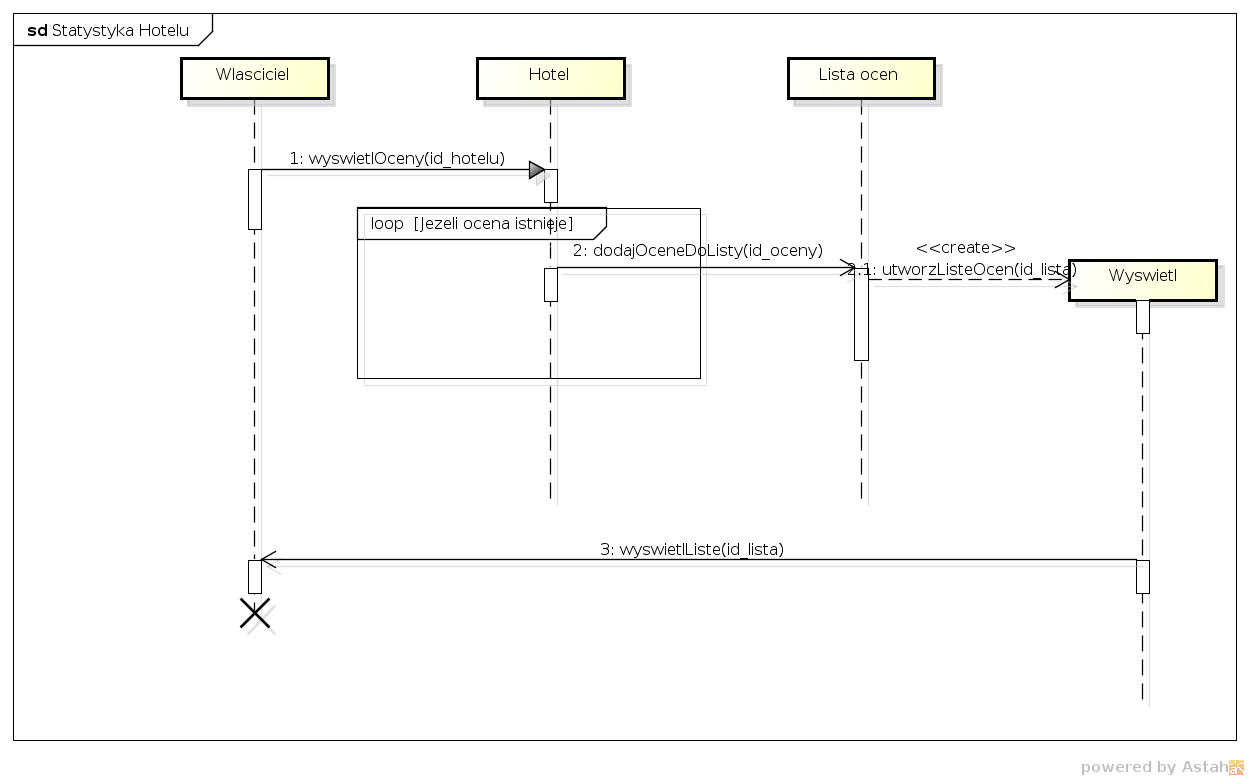 sd Statystyka Hotelu
Wlasciciel
Hotel
Lista ocen
1: wyswietlOceny(id_hotelu)
loop [Jezeli ocena istnieje]
2: dodajOceneDoListy(id_oceny)
<<create>>
2.1: utworzListeOcen(id_lista)
Wyswietl
3: wyswietlListe(id_lista)
powered by Astah